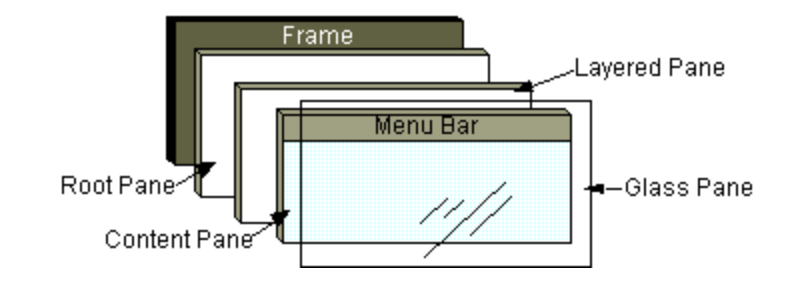 Frame
Layered Pane
Menu Bar
Root Pane
Glass Pane
Content Pane